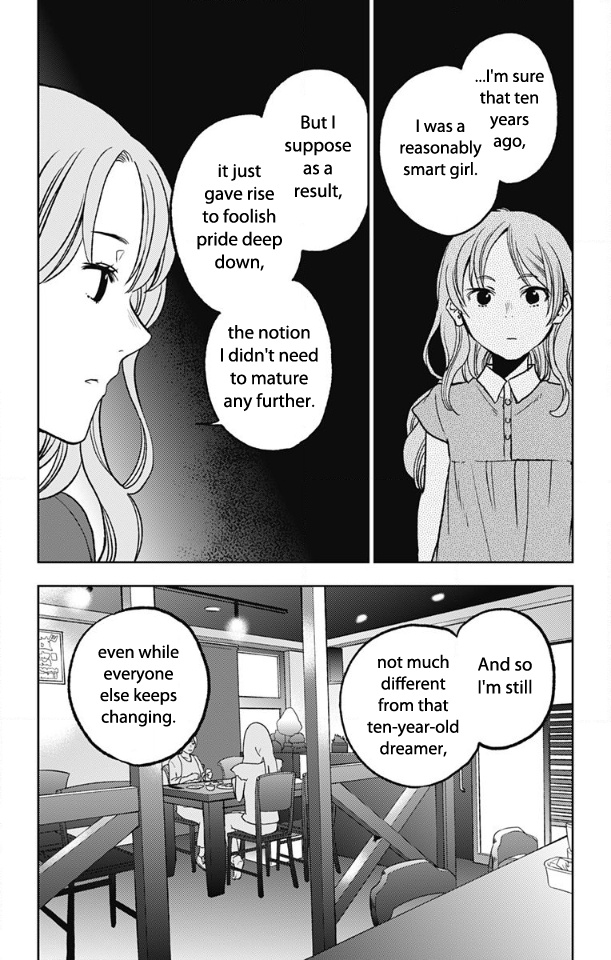 ...I'm sure
that ten
years
ago,
I was a
reasonably
smart girl.
But I
suppose
as a
result,
it just
gave rise
to foolish
pride deep
down,
the notion
I didn't need
to mature
any further.
And so
I'm still
not much
different
from that
ten-year-old
dreamer,
even while
everyone
else keeps
changing.